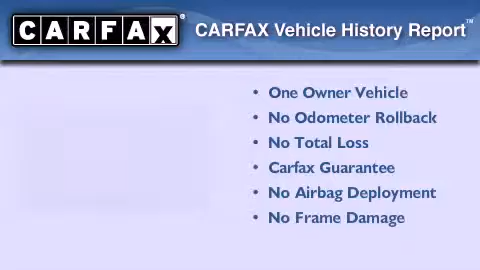 CARFAX® CARFAX Vehicle History Report™
• One Owner Vehicle
• No Odometer Rollback
• No Total Loss
• Carfax Guarantee
• No Airbag Deployment
• No Frame Damage